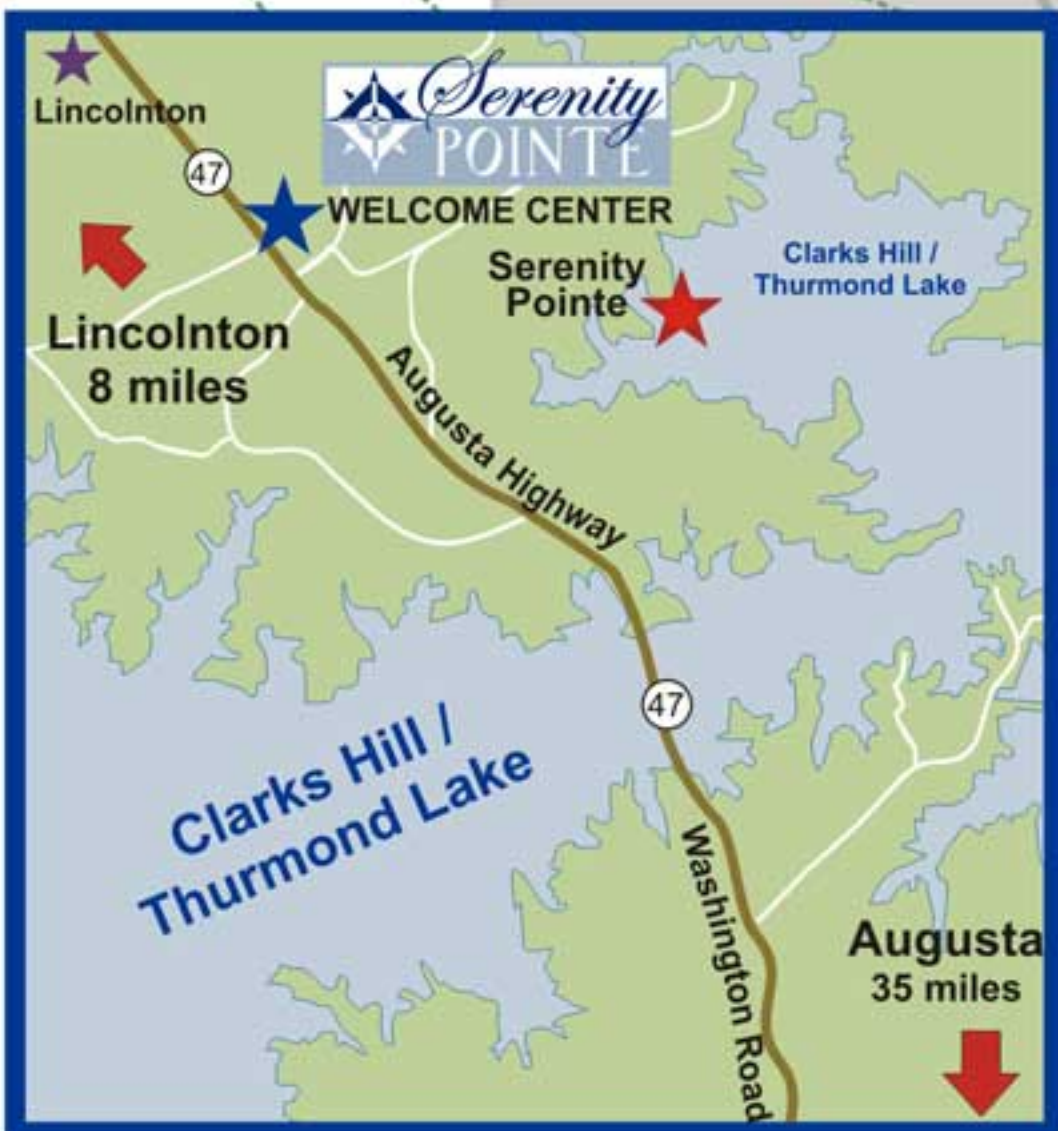 Lincolnton
Serenity
POINTE
47
WELCOME CENTER
Serenity
Pointe
Clarks Hill /
Thurmond Lake
Lincolnton
8 miles
Augusta Highway
47
Clarks Hill /
Thurmond Lake
Washington Road
Augusta
35 miles